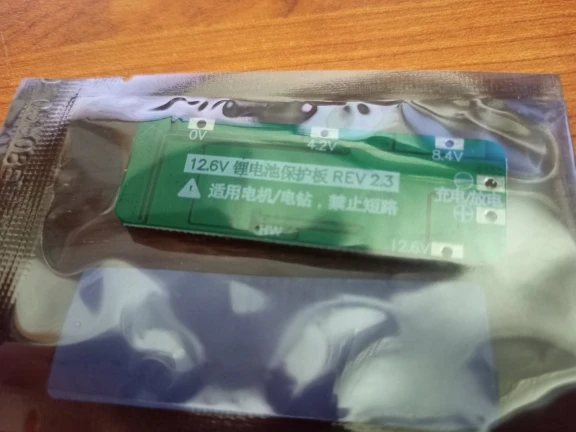 0V
4.2V
8.4V
12.6V 锂电池保护板 REV 2.3
适用电机/电钻，禁止短路
充电/放电
HW
12.6V